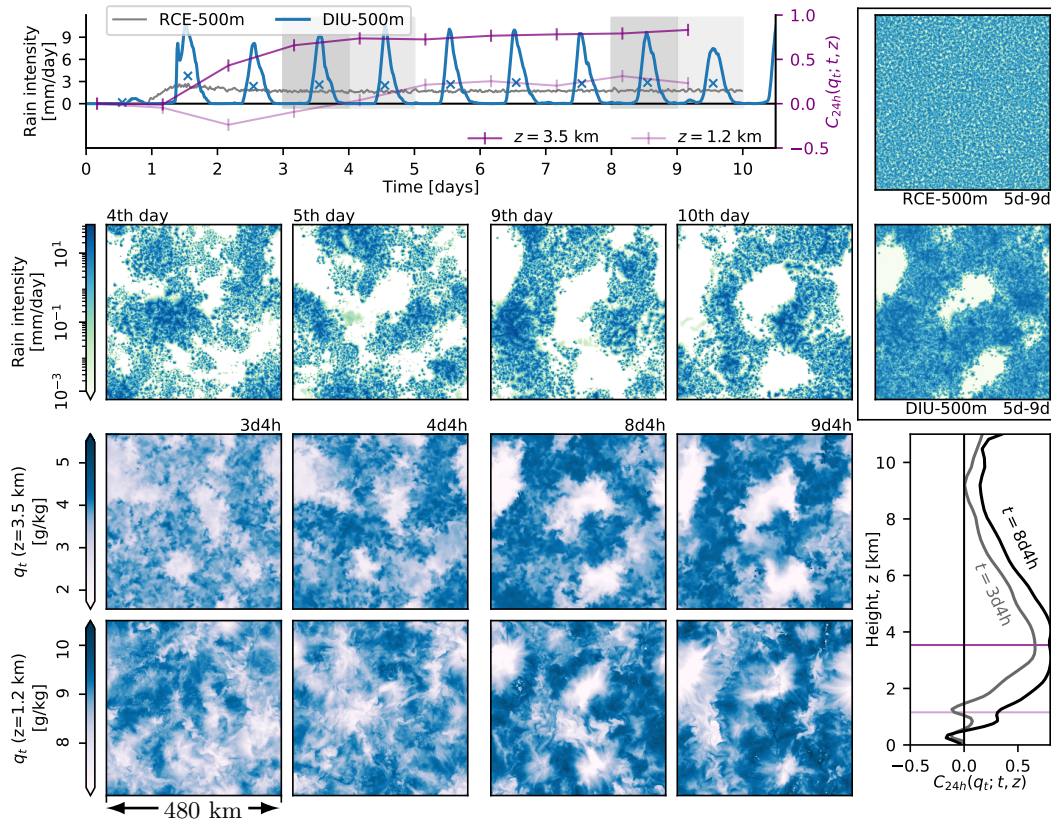 RCE-500m DIU-500m
Rain intensity
[mm/day]
9
6
3
0
1.0
0.5
0.0
−0.5
C24h(qt; t, z)
z = 3.5 km z = 1.2 km
0 1 2 3 4 5 6 7 8 9 10
Time [days]
RCE-500m 5d-9d
4th day 5th day 9th day 10th day
Rain intensity
[mm/day]
10¹
10⁻¹
10⁻³
DIU-500m 5d-9d
3d4h 4d4h 8d4h 9d4h
qt (z=3.5 km)
[g/kg]
5
4
3
2
qt (z=1.2 km)
[g/kg]
10
9
8
480 km
Height, z [km]
10
8
6
4
2
0
t = 8d4h
t = 3d4h
−0.5 0.0 0.5
C24h(qt; t, z)